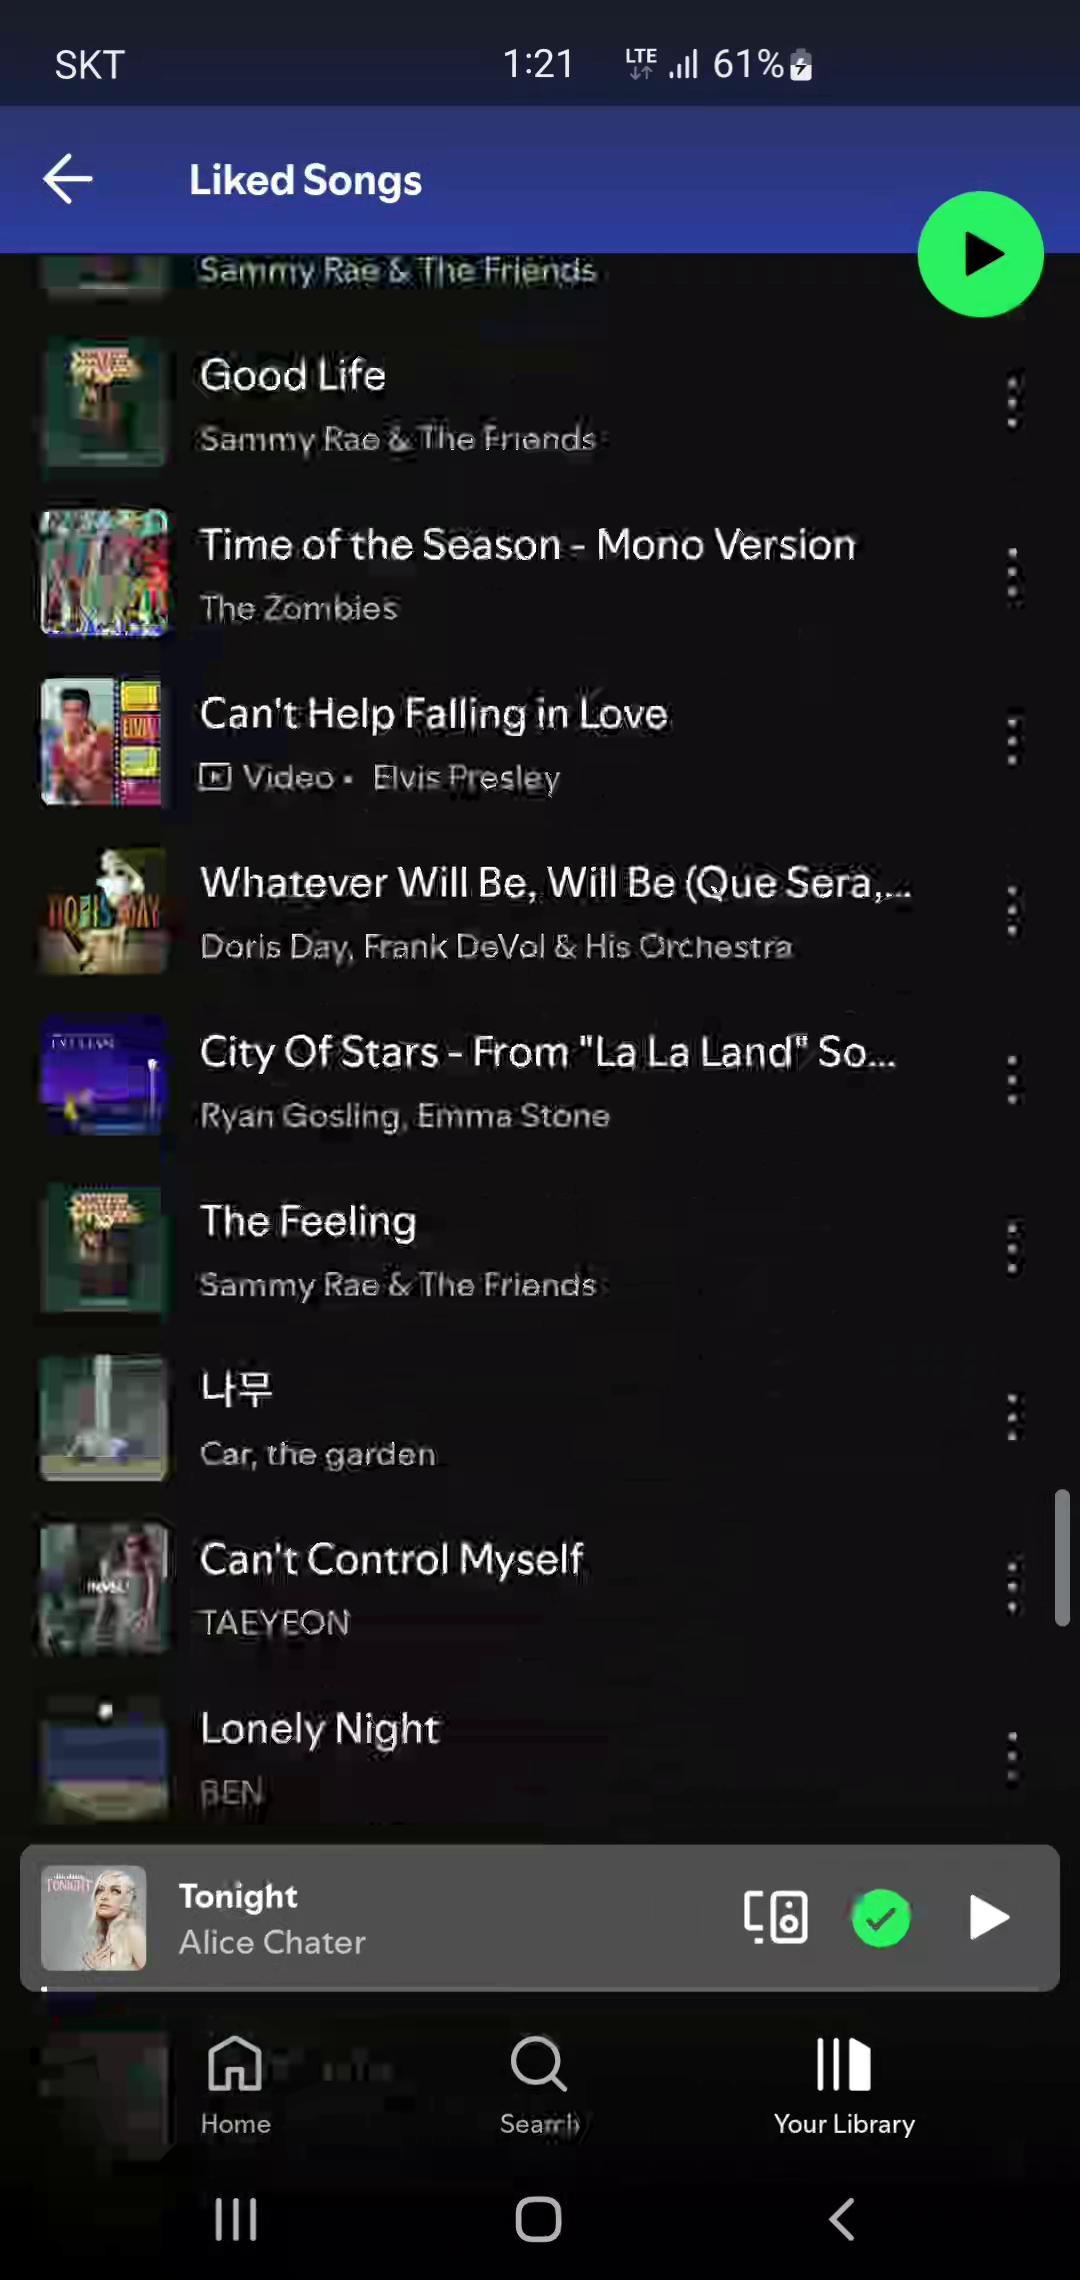 SKT 1:21 LTE 61%
Liked Songs
Sammy Rae & The Friends
Good Life
Sammy Rae & The Friends
Time of the Season - Mono Version
The Zombies
Can't Help Falling in Love
Video • Elvis Presley
Whatever Will Be, Will Be (Que Sera,...
Doris Day, Frank DeVol & His Orchestra
City Of Stars - From "La La Land" So...
Ryan Gosling, Emma Stone
The Feeling
Sammy Rae & The Friends
나무
Car, the garden
Can't Control Myself
TAEYEON
Lonely Night
BEN
TONIGHT
Tonight
Alice Chater
Home
Search
Your Library